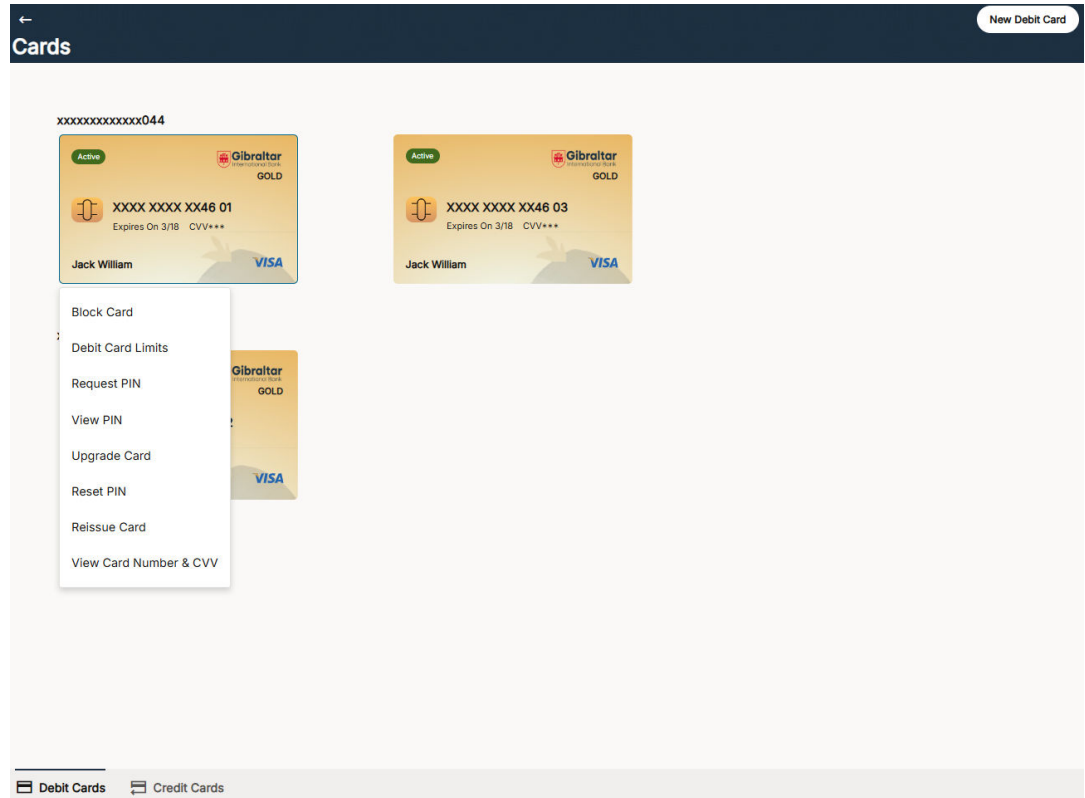 ←
New Debit Card
Cards
xxxxxxxxxxxxx044
Active
Gibraltar
International Bank
GOLD
XXXX XXXX XX46 01
Expires On 3/18 CVV***
Jack William
VISA
Active
Gibraltar
International Bank
GOLD
XXXX XXXX XX46 03
Expires On 3/18 CVV***
Jack William
VISA
Block Card
Debit Card Limits
Request PIN
View PIN
Upgrade Card
Reset PIN
Reissue Card
View Card Number & CVV
Gibraltar
International Bank
GOLD
VISA
Debit Cards
Credit Cards